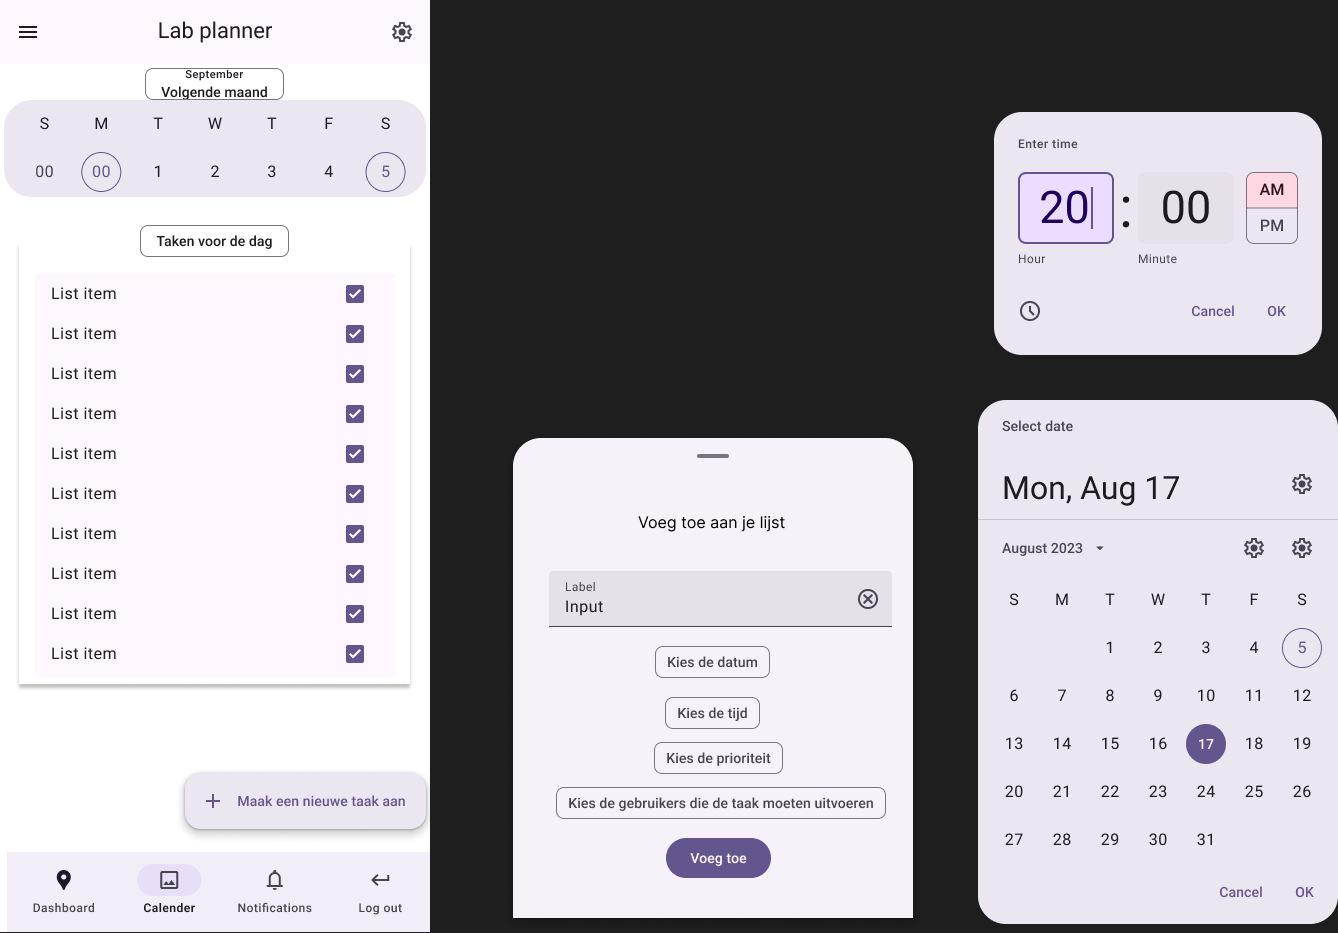 Lab planner
September
Volgende maand
S M T W T F S
00 00 1 2 3 4 5
Taken voor de dag
List item
List item
List item
List item
List item
List item
List item
List item
List item
List item
Maak een nieuwe taak aan
Dashboard Calender Notifications Log out
Voeg toe aan je lijst
Label
Input
Kies de datum
Kies de tijd
Kies de prioriteit
Kies de gebruikers die de taak moeten uitvoeren
Voeg toe
Enter time
20 : 00
AM
PM
Hour Minute
Cancel OK
Select date
Mon, Aug 17
August 2023
S M T W T F S
1 2 3 4 5
6 7 8 9 10 11 12
13 14 15 16 17 18 19
20 21 22 23 24 25 26
27 28 29 30 31
Cancel OK